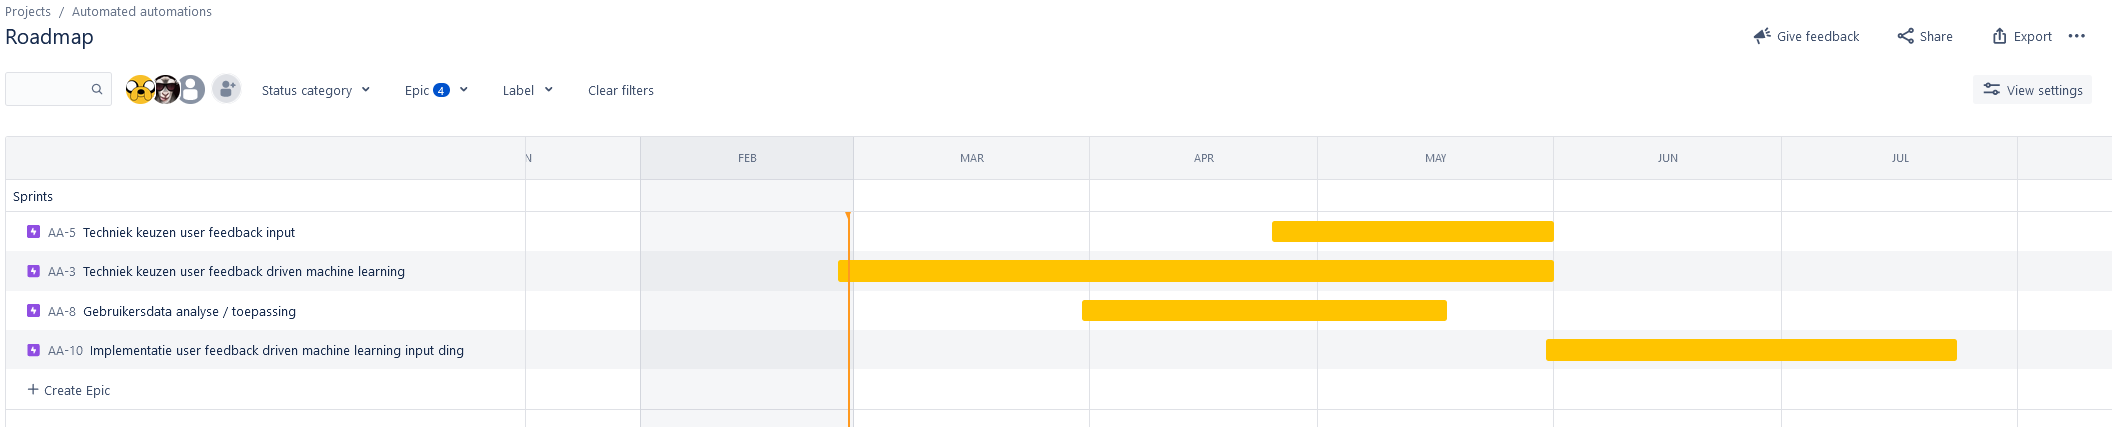 Projects / Automated automations
Roadmap
Give feedback
Share
Export
Status category
Epic 4
Label
Clear filters
View settings
N FEB MAR APR MAY JUN JUL
Sprints
AA-5 Techniek keuzen user feedback input
AA-3 Techniek keuzen user feedback driven machine learning
AA-8 Gebruikersdata analyse / toepassing
AA-10 Implementatie user feedback driven machine learning input ding
+ Create Epic